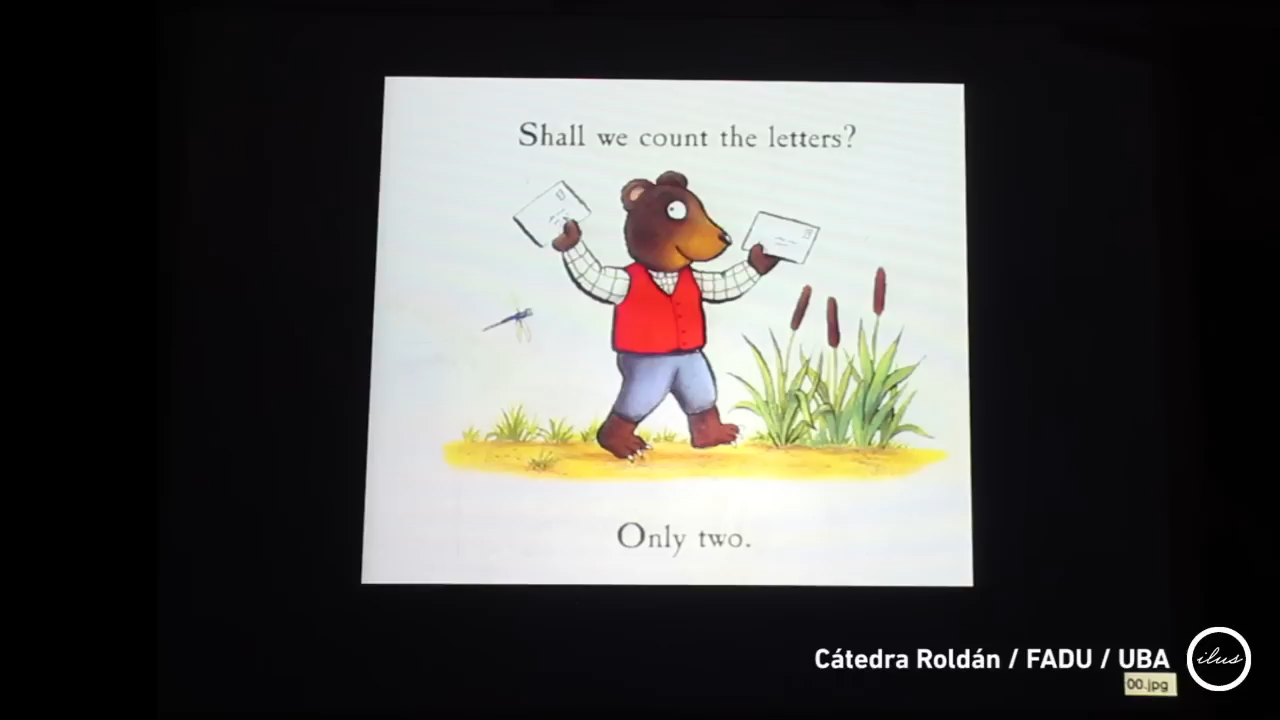 Shall we count the letters?
Only two.
Cátedra Roldán / FADU / UBA
ilus
00.jpg